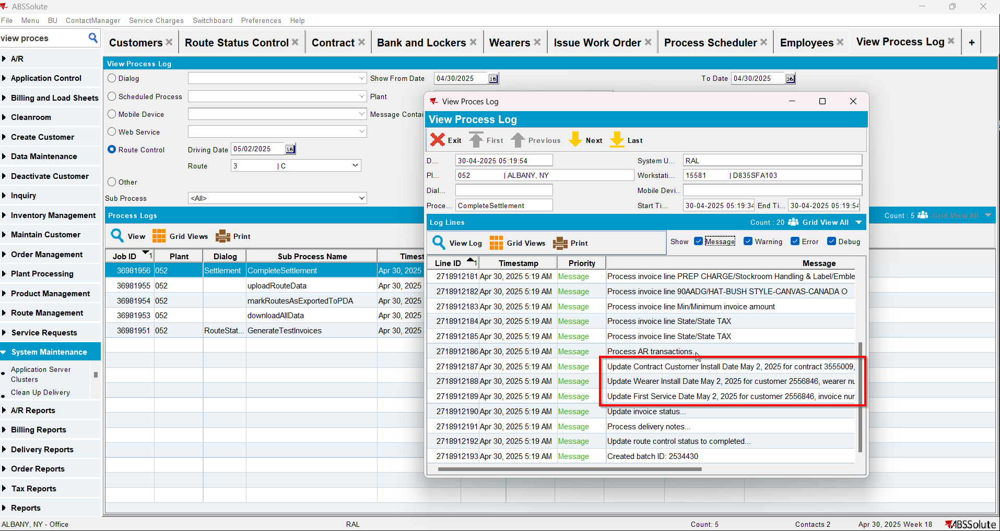 ABSSolute
File Menu BU ContactManager Service Charges Switchboard Preferences Help
view proces
Customers Route Status Control Contract Bank and Lockers Wearers Issue Work Order Process Scheduler Employees View Process Log +
A/R
Application Control
Billing and Load Sheets
Cleanroom
Create Customer
Data Maintenance
Deactivate Customer
Inquiry
Inventory Management
Maintain Customer
Order Management
Plant Processing
Product Management
Route Management
Service Requests
System Maintenance
Application Server
Clusters
Clean Up Delivery
A/R Reports
Billing Reports
Delivery Reports
Order Reports
Tax Reports
Reports
View Process Log
Dialog Show From Date 04/30/2025 16 To Date 04/30/2025 16
Scheduled Process Plant
Mobile Device Message Contai
Web Service
Route Control Driving Date 05/02/2025 16
Route 3 | C
Other
Sub Process <All>
Process Logs Count : 5 Grid View All
View Grid Views Print
Job ID 1 Plant Dialog Sub Process Name Timest
36981956 052 Settlement CompleteSettlement Apr 30, 2025
36981955 052 uploadRouteData Apr 30, 2025
36981954 052 markRoutesAsExportedToPDA Apr 30, 2025
36981953 052 downloadAllData Apr 30, 2025
36981951 052 RouteStat... GenerateTestInvoices Apr 30, 2025
View Proces Log
View Process Log
Exit First Previous Next Last
D... 30-04-2025 05:19:54 System U... RAL
Pl... 052 | ALBANY, NY Workstati... 15581 | D835SFA103
Dial... Mobile Devi..
Proce... CompleteSettlement Start Ti... 30-04-2025 05:19:34 End Ti... 30-04-2025 05:19:54
Log Lines Count : 20 Grid View All
View Log Grid Views Print Show Message Warning Error Debug
Line ID 1 Timestamp Priority Message
2718912181 Apr 30, 2025 5:19 AM Message Process invoice line PREP CHARGE/Stockroom Handling & Label/Emble
2718912182 Apr 30, 2025 5:19 AM Message Process invoice line 90AADG/HAT-BUSH STYLE-CANVAS-CANADA O
2718912183 Apr 30, 2025 5:19 AM Message Process invoice line Min/Minimum invoice amount
2718912184 Apr 30, 2025 5:19 AM Message Process invoice line State/State TAX
2718912185 Apr 30, 2025 5:19 AM Message Process invoice line State/State TAX
2718912186 Apr 30, 2025 5:19 AM Message Process AR transactions...
2718912187 Apr 30, 2025 5:19 AM Message Update Contract Customer Install Date May 2, 2025 for contract 3555009,
2718912188 Apr 30, 2025 5:19 AM Message Update Wearer Install Date May 2, 2025 for customer 2556846, wearer nu
2718912189 Apr 30, 2025 5:19 AM Message Update First Service Date May 2, 2025 for customer 2556846, invoice nur
2718912190 Apr 30, 2025 5:19 AM Message Update invoice status...
2718912191 Apr 30, 2025 5:19 AM Message Process delivery notes...
2718912192 Apr 30, 2025 5:19 AM Message Update route control status to completed...
2718912193 Apr 30, 2025 5:19 AM Message Created batch ID: 2534430
ALBANY, NY - Office RAL Count: 5 Contacts 2 Apr 30, 2025 Week 18 ABSSolute